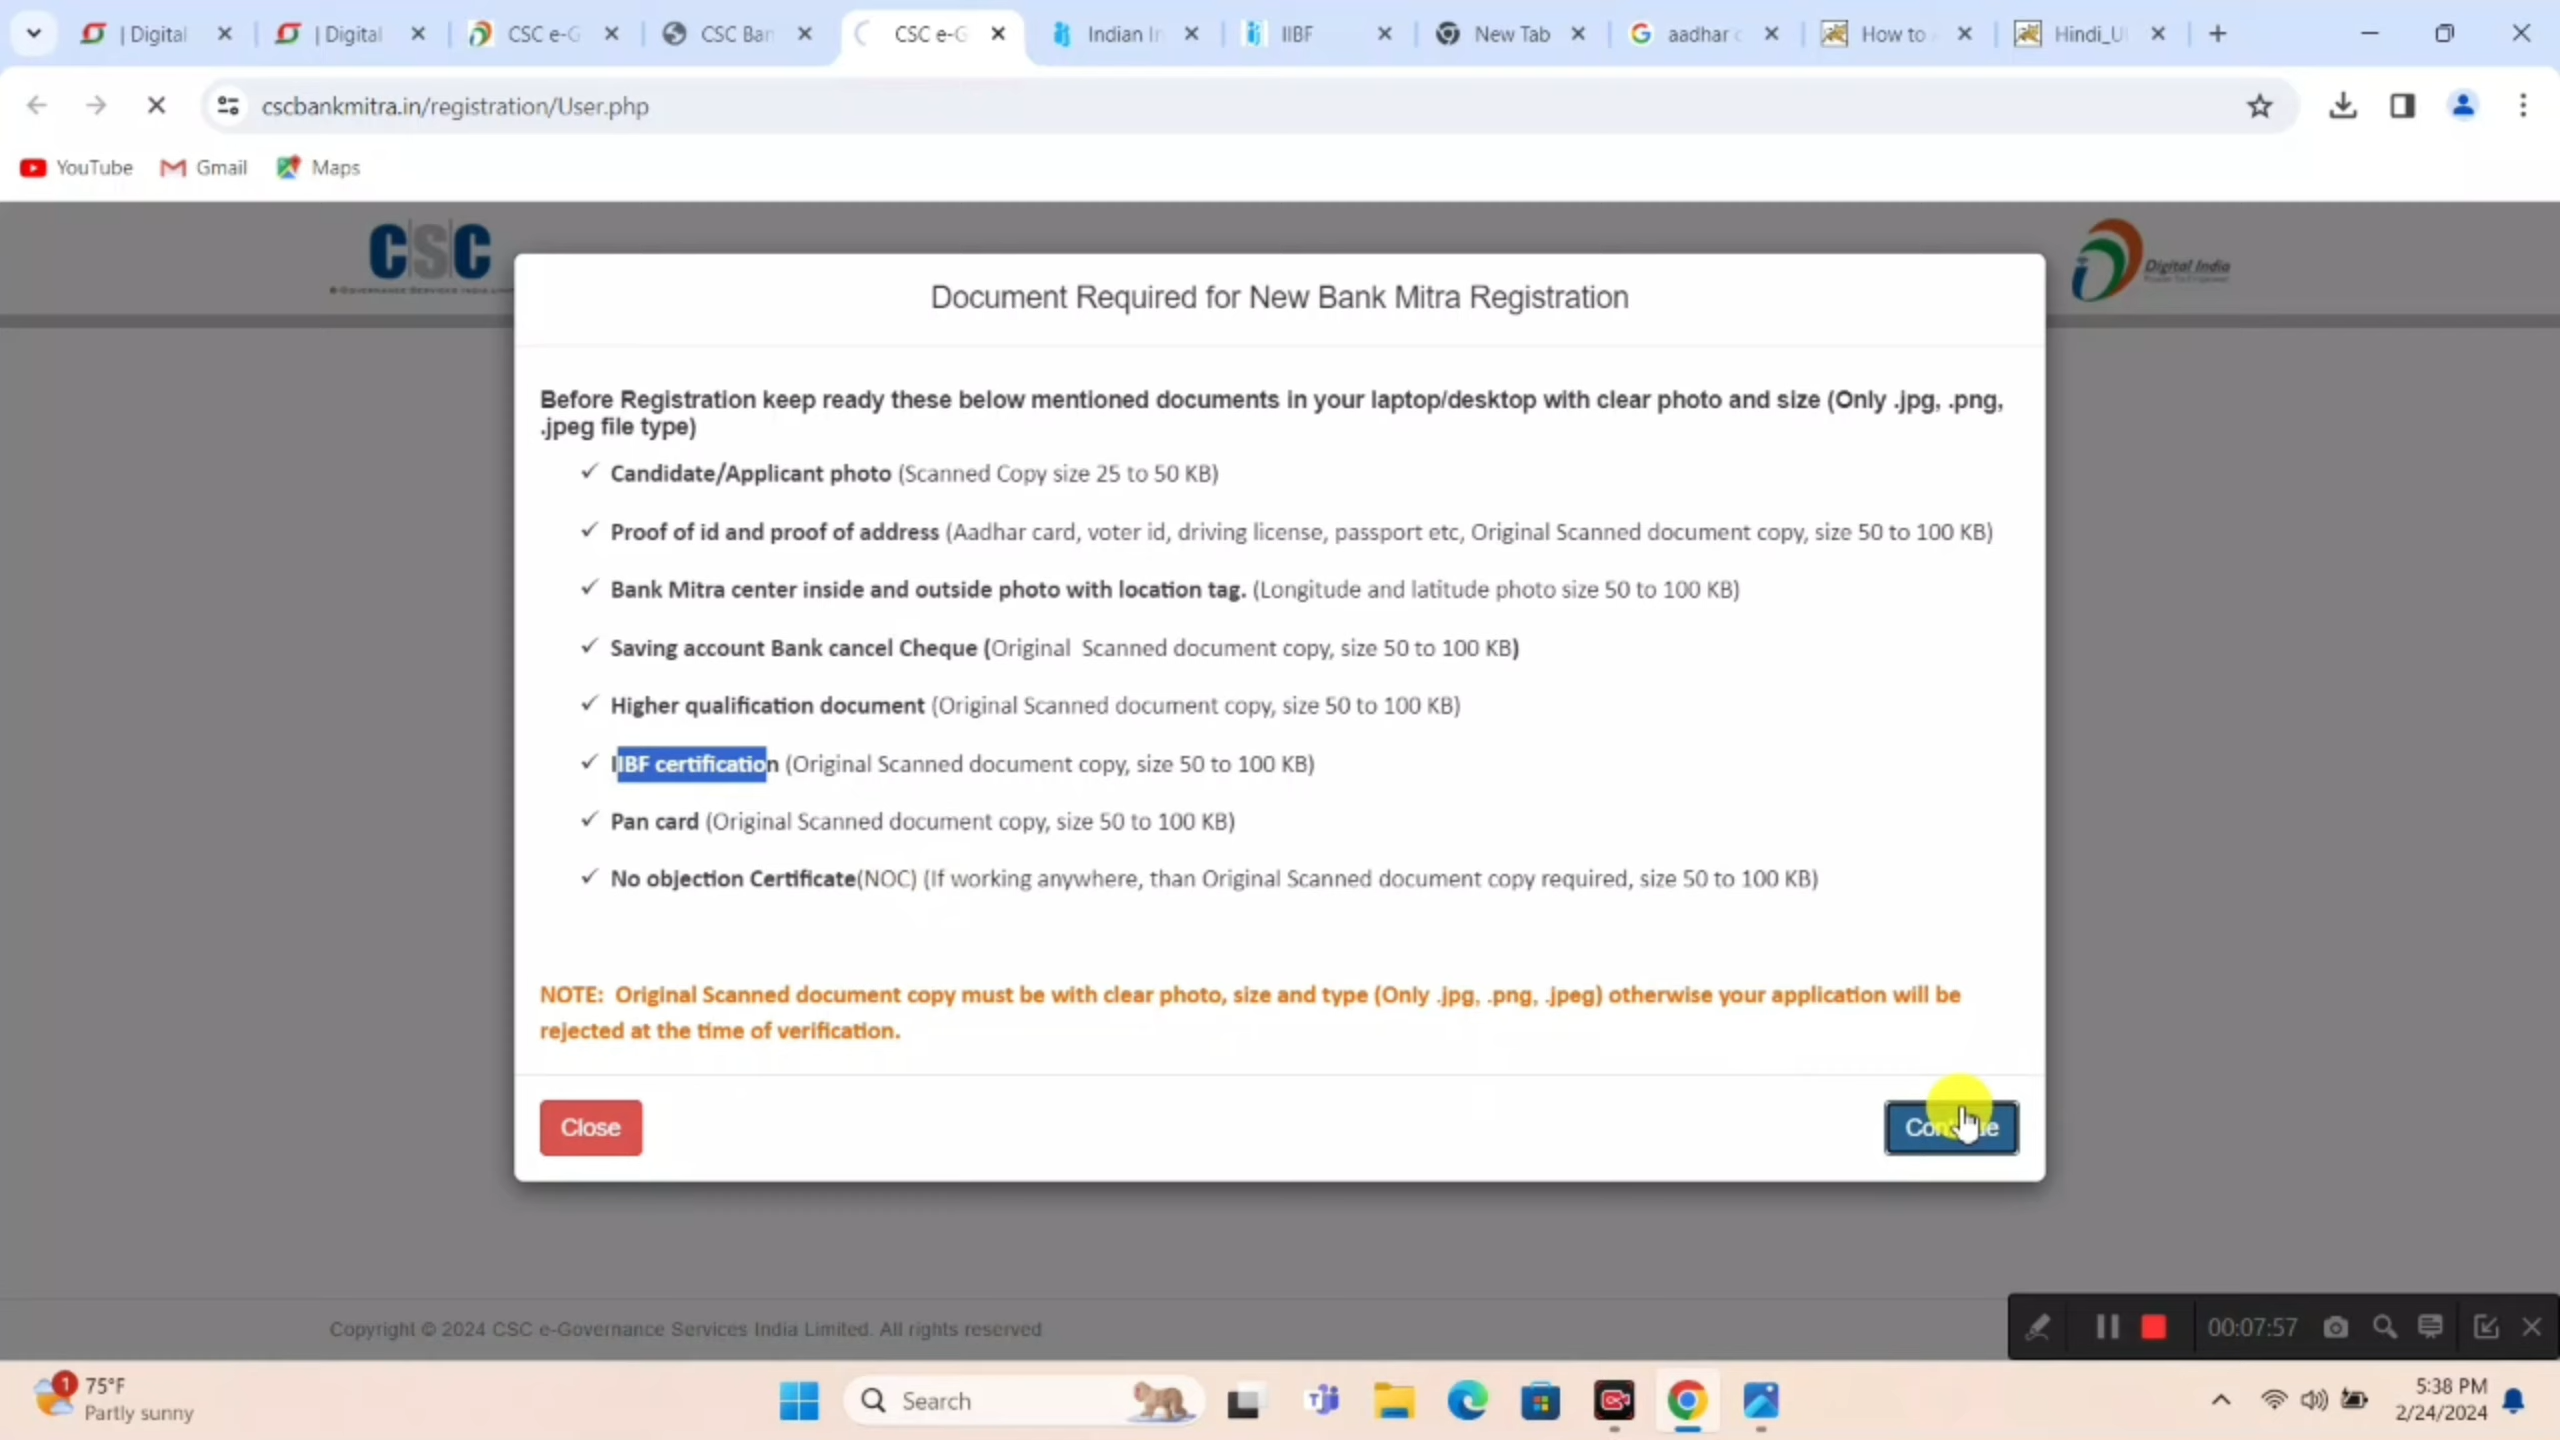 | Digital
| Digital
CSC e-G
CSC Ban
CSC e-G
Indian In
IIBF
New Tab
aadhar c
How to
Hindi_U
cscbankmitra.in/registration/User.php
YouTube
Gmail
Maps
CSC
Digital India
Document Required for New Bank Mitra Registration
Before Registration keep ready these below mentioned documents in your laptop/desktop with clear photo and size (Only .jpg, .png,
.jpeg file type)
✓ Candidate/Applicant photo (Scanned Copy size 25 to 50 KB)
✓ Proof of id and proof of address (Aadhar card, voter id, driving license, passport etc, Original Scanned document copy, size 50 to 100 KB)
✓ Bank Mitra center inside and outside photo with location tag. (Longitude and latitude photo size 50 to 100 KB)
✓ Saving account Bank cancel Cheque (Original Scanned document copy, size 50 to 100 KB)
✓ Higher qualification document (Original Scanned document copy, size 50 to 100 KB)
✓ IIBF certification (Original Scanned document copy, size 50 to 100 KB)
✓ Pan card (Original Scanned document copy, size 50 to 100 KB)
✓ No objection Certificate(NOC) (If working anywhere, than Original Scanned document copy required, size 50 to 100 KB)
NOTE: Original Scanned document copy must be with clear photo, size and type (Only .jpg, .png, .jpeg) otherwise your application will be
rejected at the time of verification.
Close
Copyright © 2024 CSC e-Governance Services India Limited. All rights reserved
00:07:57
1
75°F
Partly sunny
Search
5:38 PM
2/24/2024